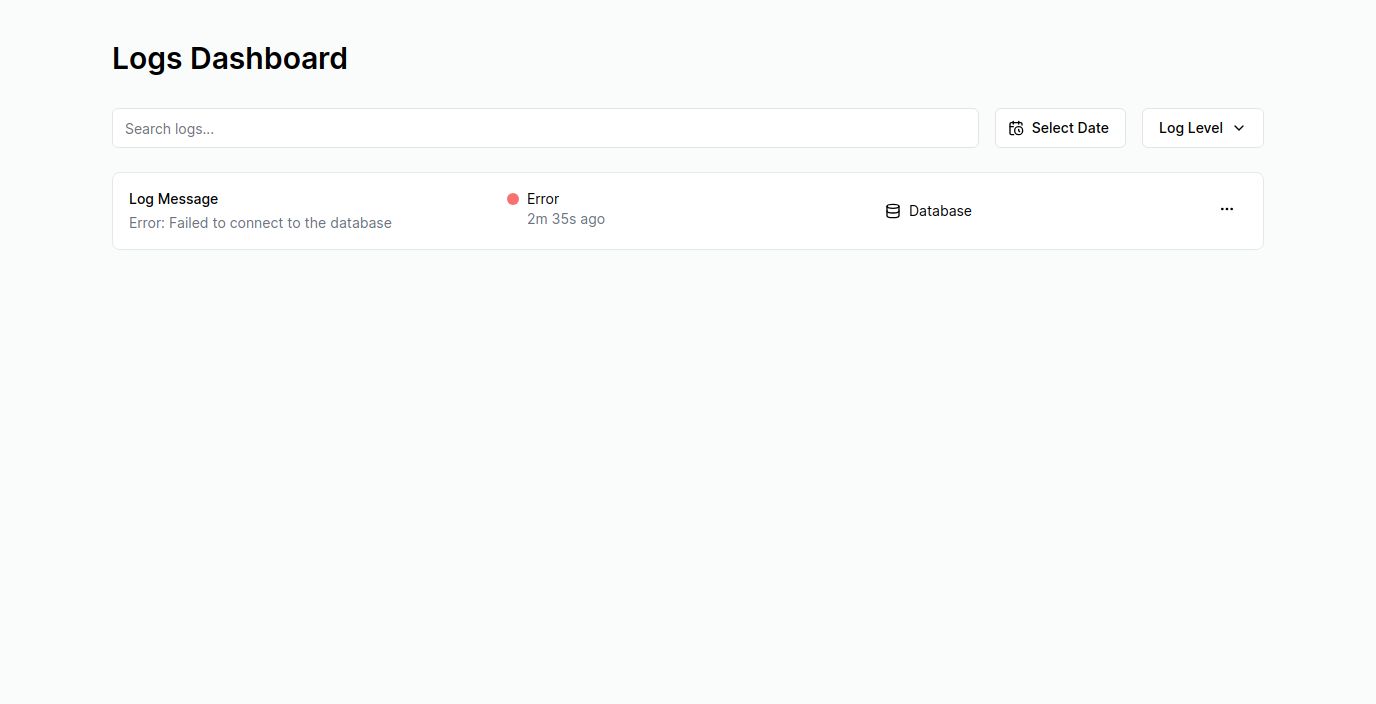 Logs Dashboard
Search logs...
Select Date
Log Level
Log Message
Error: Failed to connect to the database
Error
2m 35s ago
Database